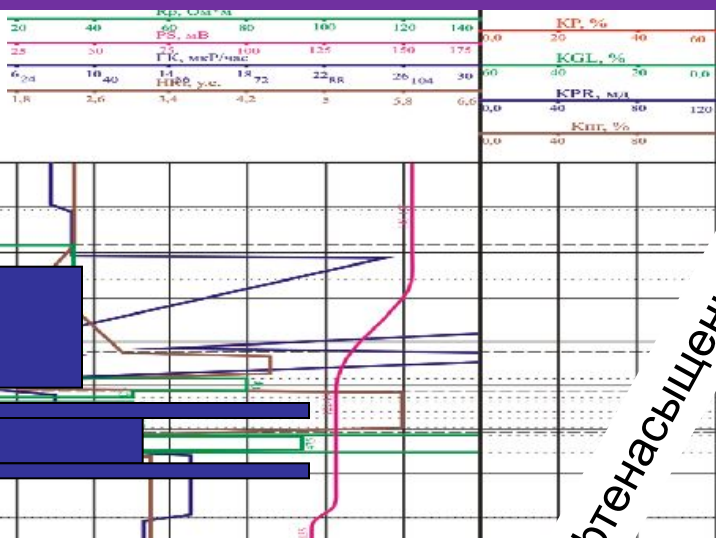 Rp, Ом*м
20 40 60 80 100 120 140
PS, мВ
25 50 75 100 125 150 175
ГК, мкР/час
6 10 14 18 22 26 30
24 40 72 88 104
НКТ, у.е.
1,8 2,6 3,4 4,2 5 5,8 6,6
КР, %
0,0 20 40 60
KGL, %
60 40 20 0,0
KPR, мд
0,0 40 80 120
Кпг, %
0,0 40 80